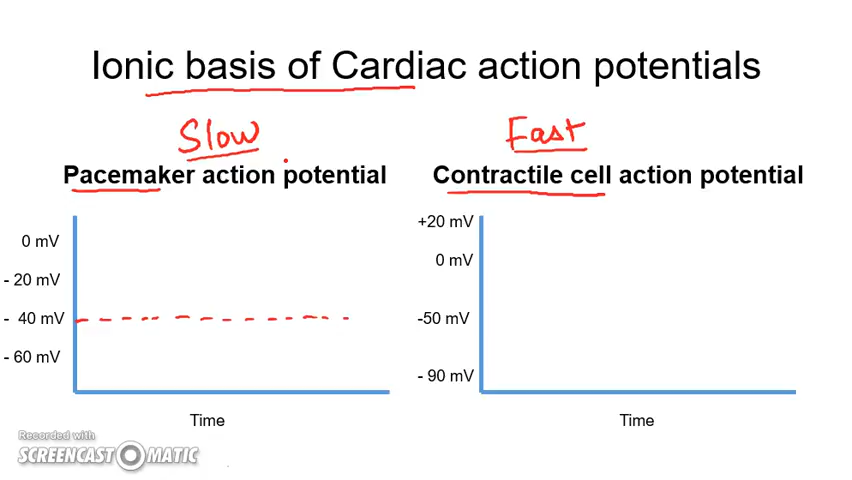 Ionic basis of Cardiac action potentials
Slow
Fast
Pacemaker action potential
Contractile cell action potential
0 mV
- 20 mV
- 40 mV
- 60 mV
Time
+20 mV
0 mV
-50 mV
- 90 mV
Time
Recorded with
SCREENCAST MATIC